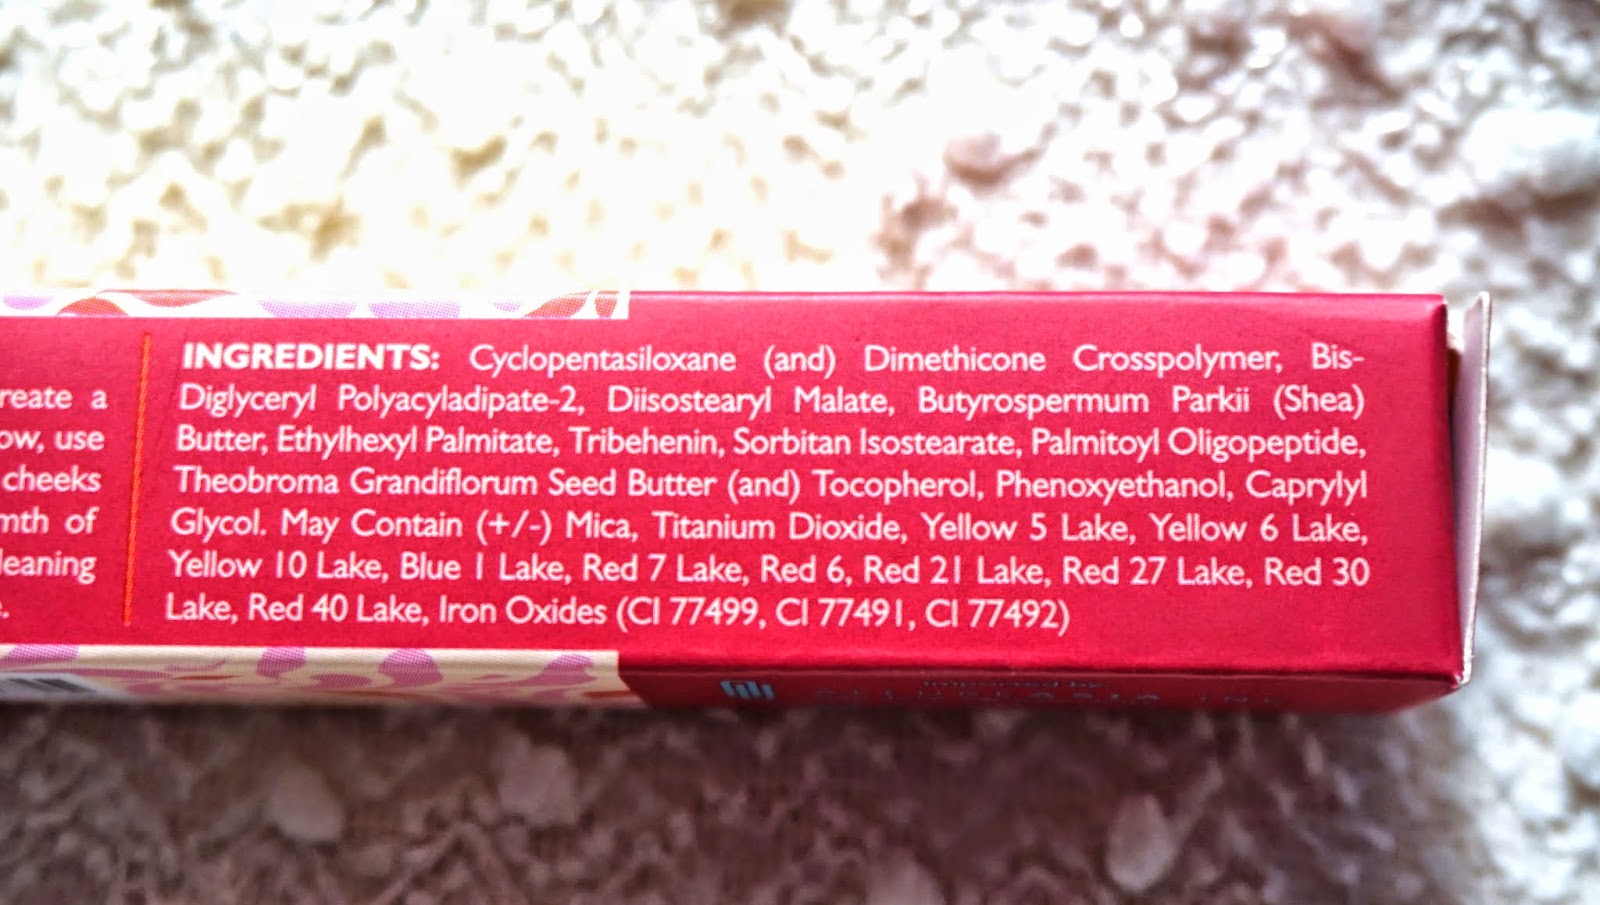 reate a
ow, use
cheeks
mth of
leaning
INGREDIENTS: Cyclopentasiloxane (and) Dimethicone Crosspolymer, Bis-
Diglyceryl Polyacyladipate-2, Diisostearyl Malate, Butyrospermum Parkii (Shea)
Butter, Ethylhexyl Palmitate, Tribehenin, Sorbitan Isostearate, Palmitoyl Oligopeptide,
Theobroma Grandiflorum Seed Butter (and) Tocopherol, Phenoxyethanol, Caprylyl
Glycol. May Contain (+/-) Mica, Titanium Dioxide, Yellow 5 Lake, Yellow 6 Lake,
Yellow 10 Lake, Blue 1 Lake, Red 7 Lake, Red 6, Red 21 Lake, Red 27 Lake, Red 30
Lake, Red 40 Lake, Iron Oxides (CI 77499, CI 77491, CI 77492)
Imported by: